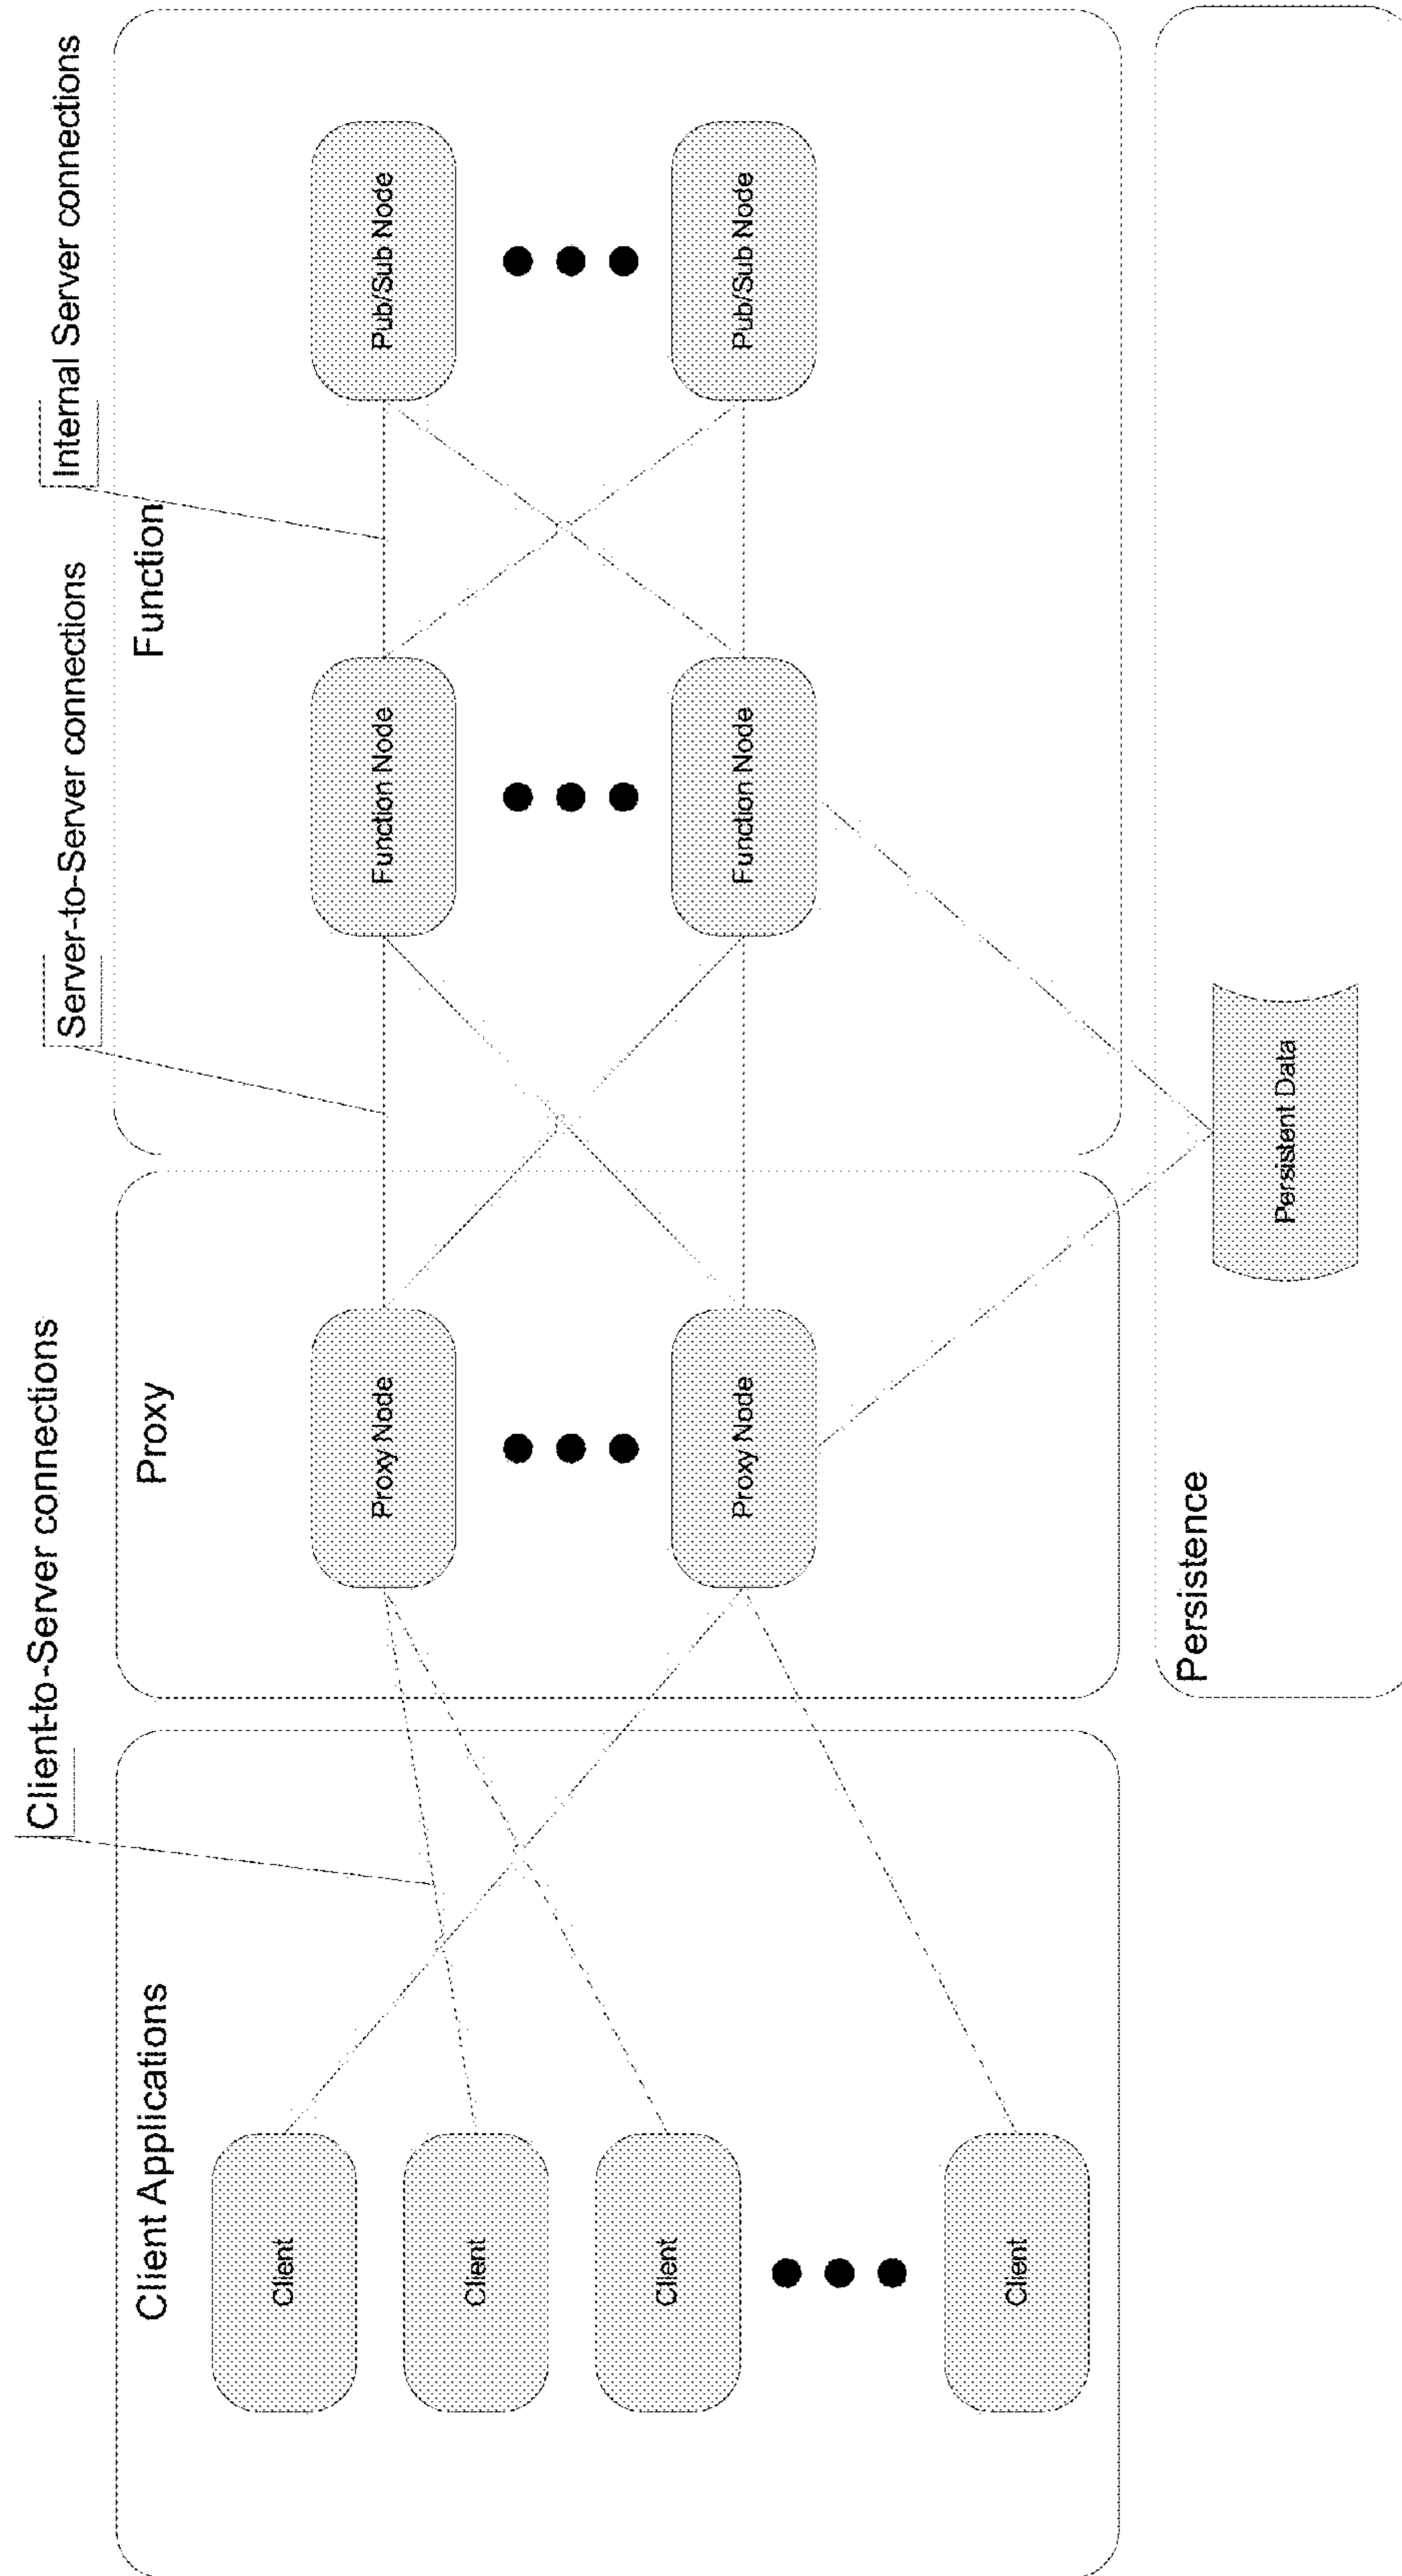 Client-to-Server connections
Server-to-Server connections
Internal Server connections
Client Applications
Proxy
Function
Client
Client
Client
Client
Proxy Node
Proxy Node
Function Node
Function Node
Pub/Sub Node
Pub/Sub Node
Persistence
Persistent Data